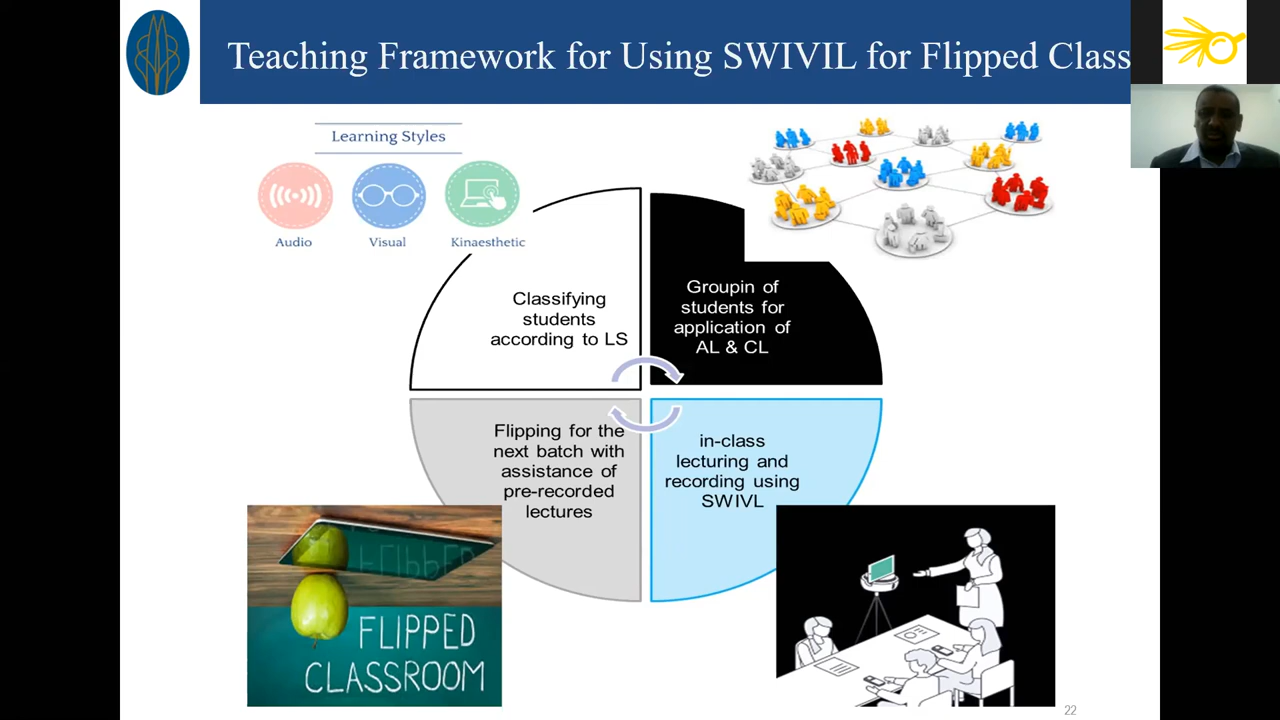 Teaching Framework for Using SWIVIL for Flipped Class
Learning Styles
Audio
Visual
Kinaesthetic
Classifying
students
according to LS
Groupin of
students for
application of
AL & CL
Flipping for the
next batch with
assistance of
pre-recorded
lectures
in-class
lecturing and
recording using
SWIVL
FLIPPED
CLASSROOM
22